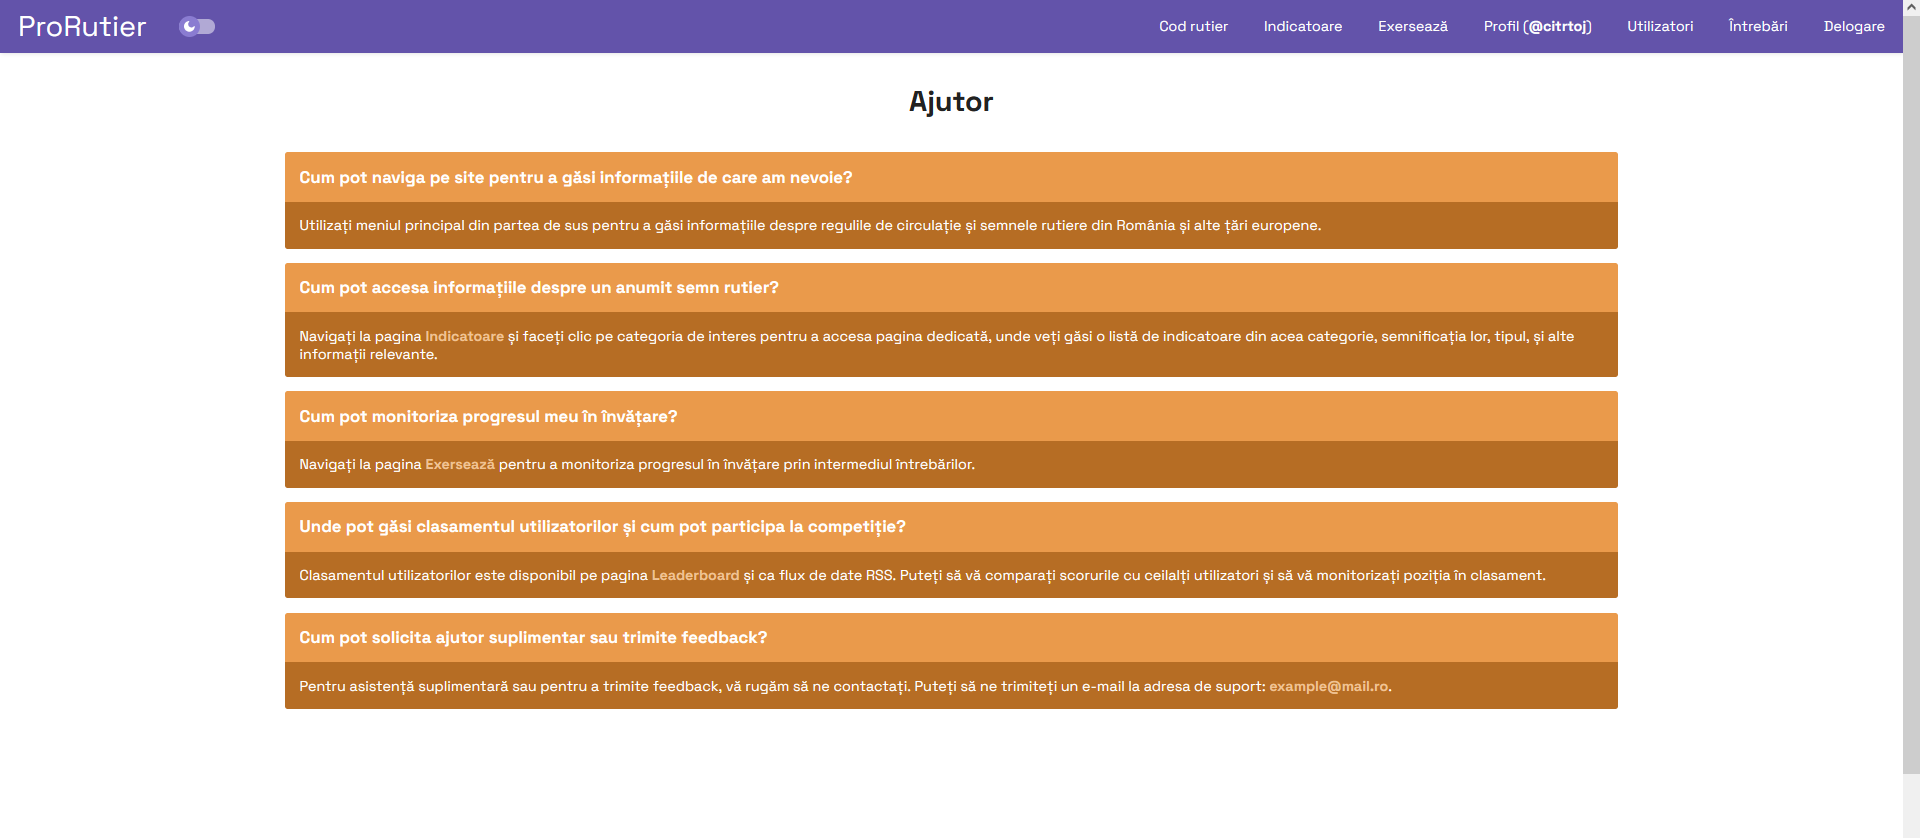 ProRutier
Cod rutier
Indicatoare
Exersează
Profil (@citrtoj)
Utilizatori
Întrebări
Delogare
Ajutor
Cum pot naviga pe site pentru a găsi informațiile de care am nevoie?
Utilizați meniul principal din partea de sus pentru a găsi informațiile despre regulile de circulație și semnele rutiere din România și alte țări europene.
Cum pot accesa informațiile despre un anumit semn rutier?
Navigați la pagina Indicatoare și faceți clic pe categoria de interes pentru a accesa pagina dedicată, unde veți găsi o listă de indicatoare din acea categorie, semnificația lor, tipul, și alte
informații relevante.
Cum pot monitoriza progresul meu în învățare?
Navigați la pagina Exersează pentru a monitoriza progresul în învățare prin intermediul întrebărilor.
Unde pot găsi clasamentul utilizatorilor și cum pot participa la competiție?
Clasamentul utilizatorilor este disponibil pe pagina Leaderboard și ca flux de date RSS. Puteți să vă comparați scorurile cu ceilalți utilizatori și să vă monitorizați poziția în clasament.
Cum pot solicita ajutor suplimentar sau trimite feedback?
Pentru asistență suplimentară sau pentru a trimite feedback, vă rugăm să ne contactați. Puteți să ne trimiteți un e-mail la adresa de suport: example@mail.ro.